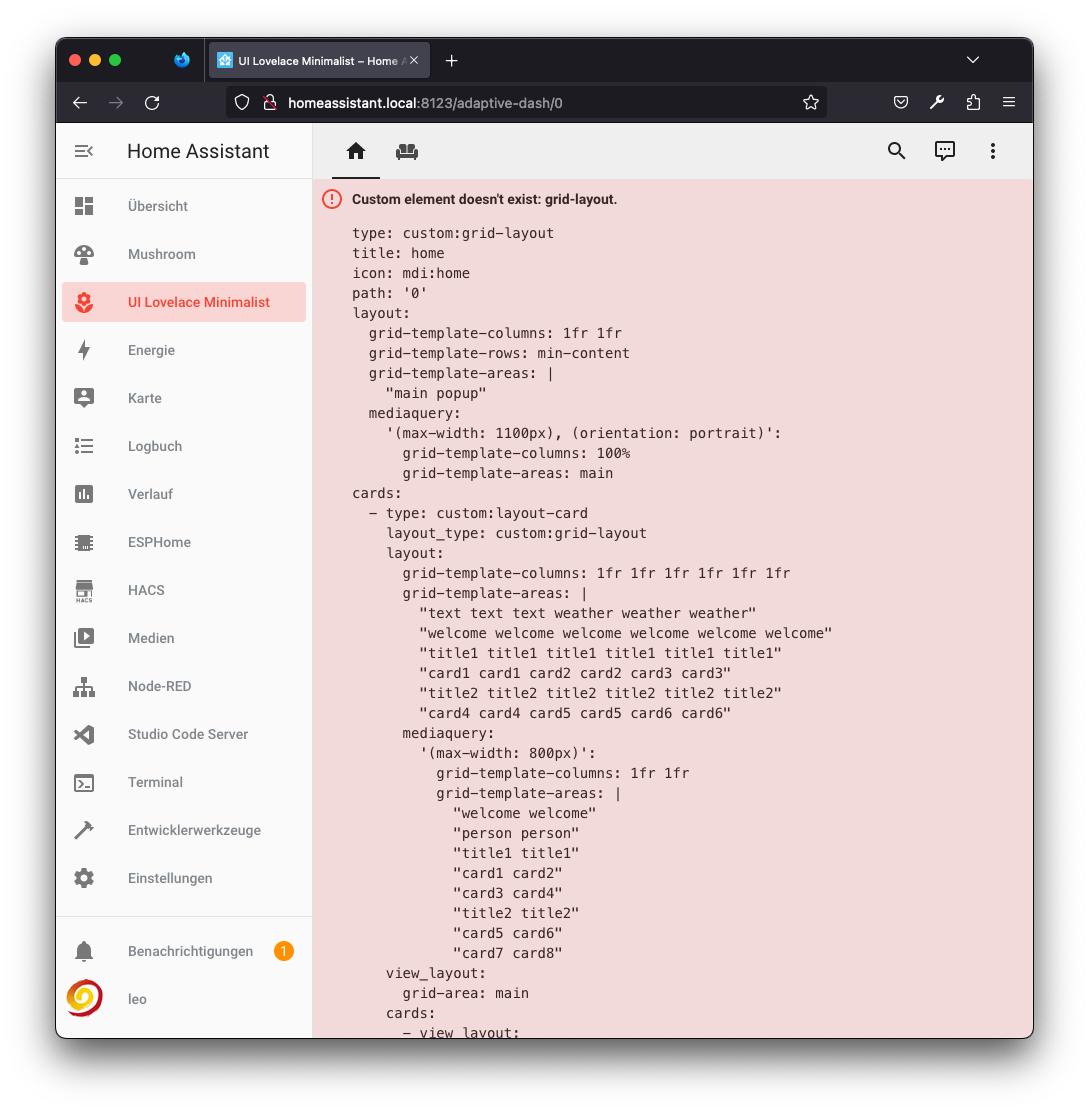 UI Lovelace Minimalist – Home A
homeassistant.local:8123/adaptive-dash/0
Home Assistant
Übersicht
Mushroom
UI Lovelace Minimalist
Energie
Karte
Logbuch
Verlauf
ESPHome
HACS
HACS
Medien
Node-RED
Studio Code Server
Terminal
Entwicklerwerkzeuge
Einstellungen
Benachrichtigungen 1
leo
Custom element doesn't exist: grid-layout.
type: custom:grid-layout
title: home
icon: mdi:home
path: '0'
layout:
  grid-template-columns: 1fr 1fr
  grid-template-rows: min-content
  grid-template-areas: |
    "main popup"
  mediaquery:
    '(max-width: 1100px), (orientation: portrait)':
      grid-template-columns: 100%
      grid-template-areas: main
cards:
  - type: custom:layout-card
    layout_type: custom:grid-layout
    layout:
      grid-template-columns: 1fr 1fr 1fr 1fr 1fr 1fr
      grid-template-areas: |
        "text text text weather weather weather"
        "welcome welcome welcome welcome welcome welcome"
        "title1 title1 title1 title1 title1 title1"
        "card1 card1 card2 card2 card3 card3"
        "title2 title2 title2 title2 title2 title2"
        "card4 card4 card5 card5 card6 card6"
      mediaquery:
        '(max-width: 800px)':
          grid-template-columns: 1fr 1fr
          grid-template-areas: |
            "welcome welcome"
            "person person"
            "title1 title1"
            "card1 card2"
            "card3 card4"
            "title2 title2"
            "card5 card6"
            "card7 card8"
    view_layout:
      grid-area: main
    cards:
      - view_layout: